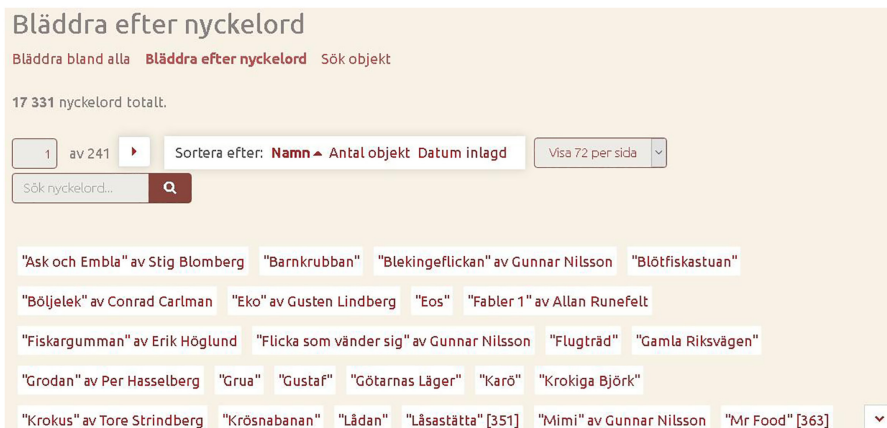 Bläddra efter nyckelord
Bläddra bland alla Bläddra efter nyckelord Sök objekt
17 331 nyckelord totalt.
1 av 241 Sortera efter: Namn Antal objekt Datum inlagd Visa 72 per sida
Sök nyckelord...
"Ask och Embla" av Stig Blomberg "Barnkrubban" "Blekingeflickan" av Gunnar Nilsson "Blötfiskastuan"
"Böljelek" av Conrad Carlman "Eko" av Gusten Lindberg "Eos" "Fabler 1" av Allan Runefelt
"Fiskargumman" av Erik Höglund "Flicka som vänder sig" av Gunnar Nilsson "Flugträd" "Gamla Riksvägen"
"Grodan" av Per Hasselberg "Grua" "Gustaf" "Götarnas Läger" "Karö" "Krokiga Björk"
"Krokus" av Tore Strindberg "Krösnabanan" "Lådan" "Låsastätta" [351] "Mimi" av Gunnar Nilsson "Mr Food" [363]